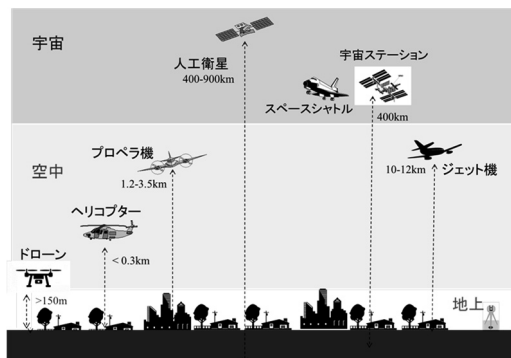 宇宙
人工衛星
400-900km
宇宙ステーション
スペースシャトル
400km
空中
プロペラ機
1.2-3.5km
10-12km
ジェット機
ヘリコプター
< 0.3km
ドローン
>150m
地上